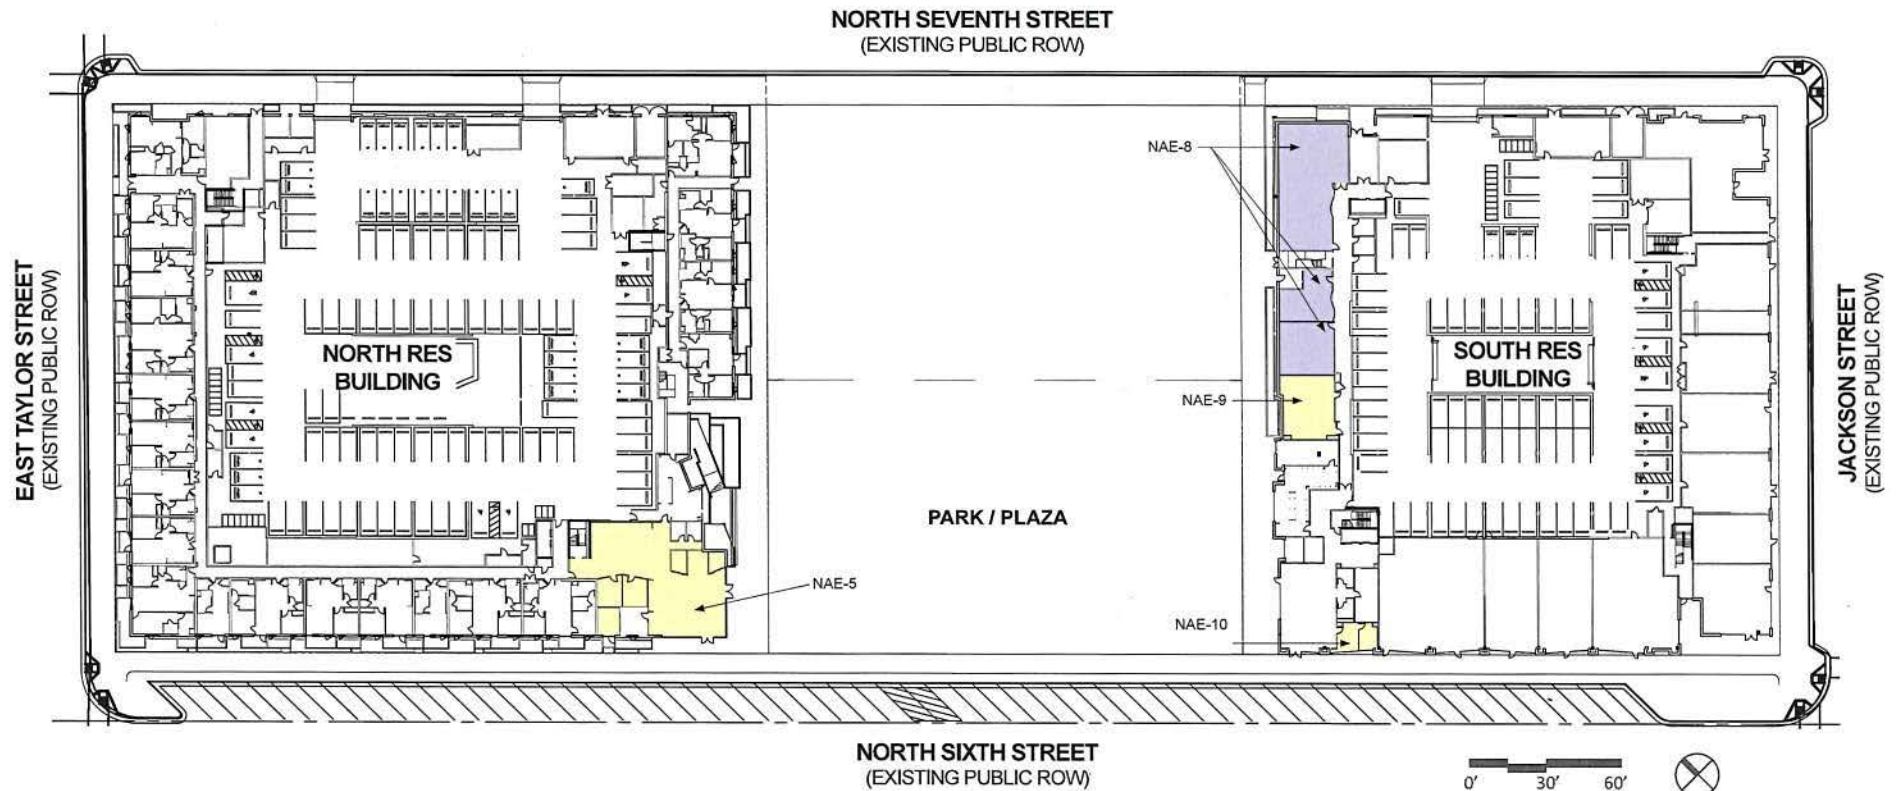 NORTH SEVENTH STREET
(EXISTING PUBLIC ROW)
NAE-8
EAST TAYLOR STREET
(EXISTING PUBLIC ROW)
JACKSON STREET
(EXISTING PUBLIC ROW)
NORTH RES
BUILDING
SOUTH RES
BUILDING
NAE-9
PARK / PLAZA
NAE-5
NAE-10
NORTH SIXTH STREET
(EXISTING PUBLIC ROW)
0' 30' 60'